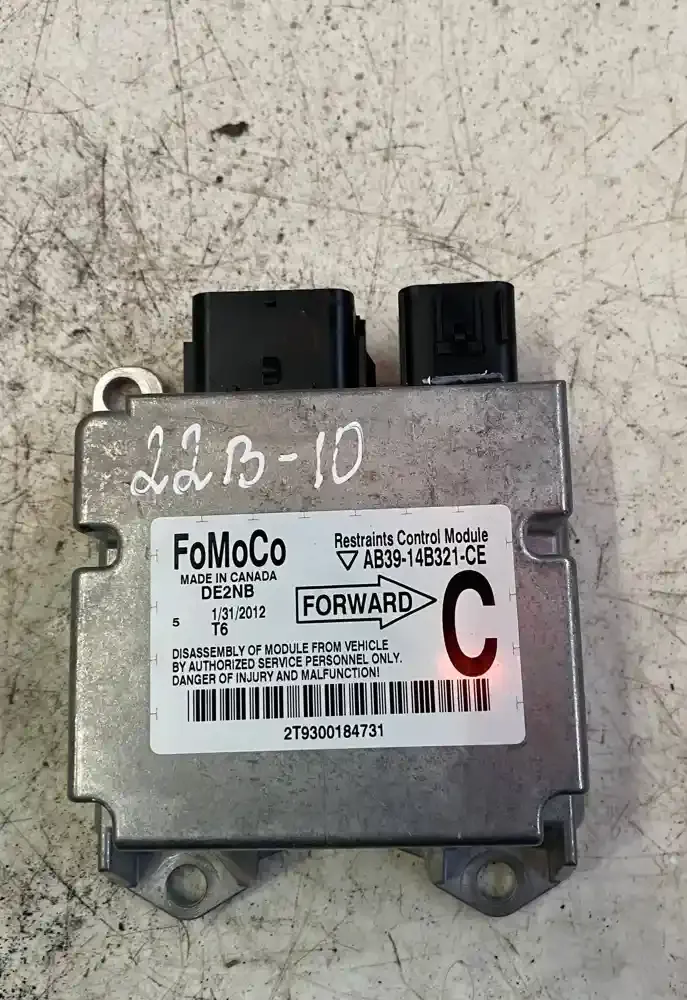 22B-10
FoMoCo
MADE IN CANADA
DE2NB
5 1/31/2012
T6
Restraints Control Module
AB39-14B321-CE
FORWARD
C
DISASSEMBLY OF MODULE FROM VEHICLE
BY AUTHORIZED SERVICE PERSONNEL ONLY.
DANGER OF INJURY AND MALFUNCTION!
2T9300184731